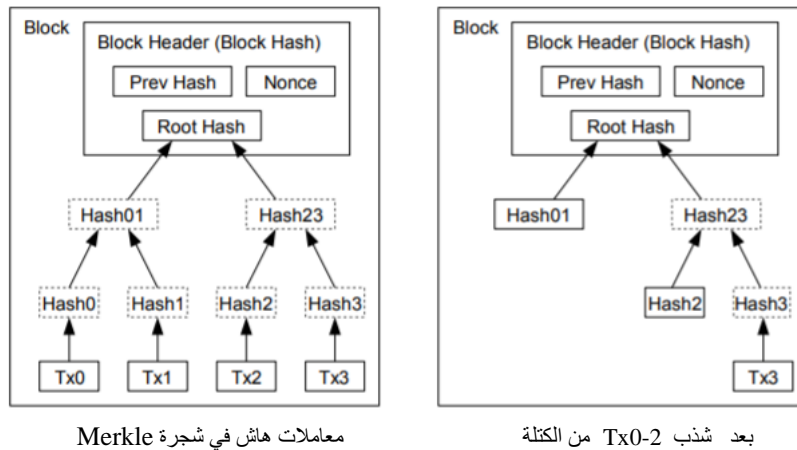 Block
Block Header (Block Hash)
Prev Hash
Nonce
Root Hash
Hash01
Hash23
Hash0
Hash1
Hash2
Hash3
Tx0
Tx1
Tx2
Tx3
معاملات هاش في شجرة Merkle
Block
Block Header (Block Hash)
Prev Hash
Nonce
Root Hash
Hash01
Hash23
Hash2
Hash3
Tx3
بعد شذب Tx0-2 من الكتلة